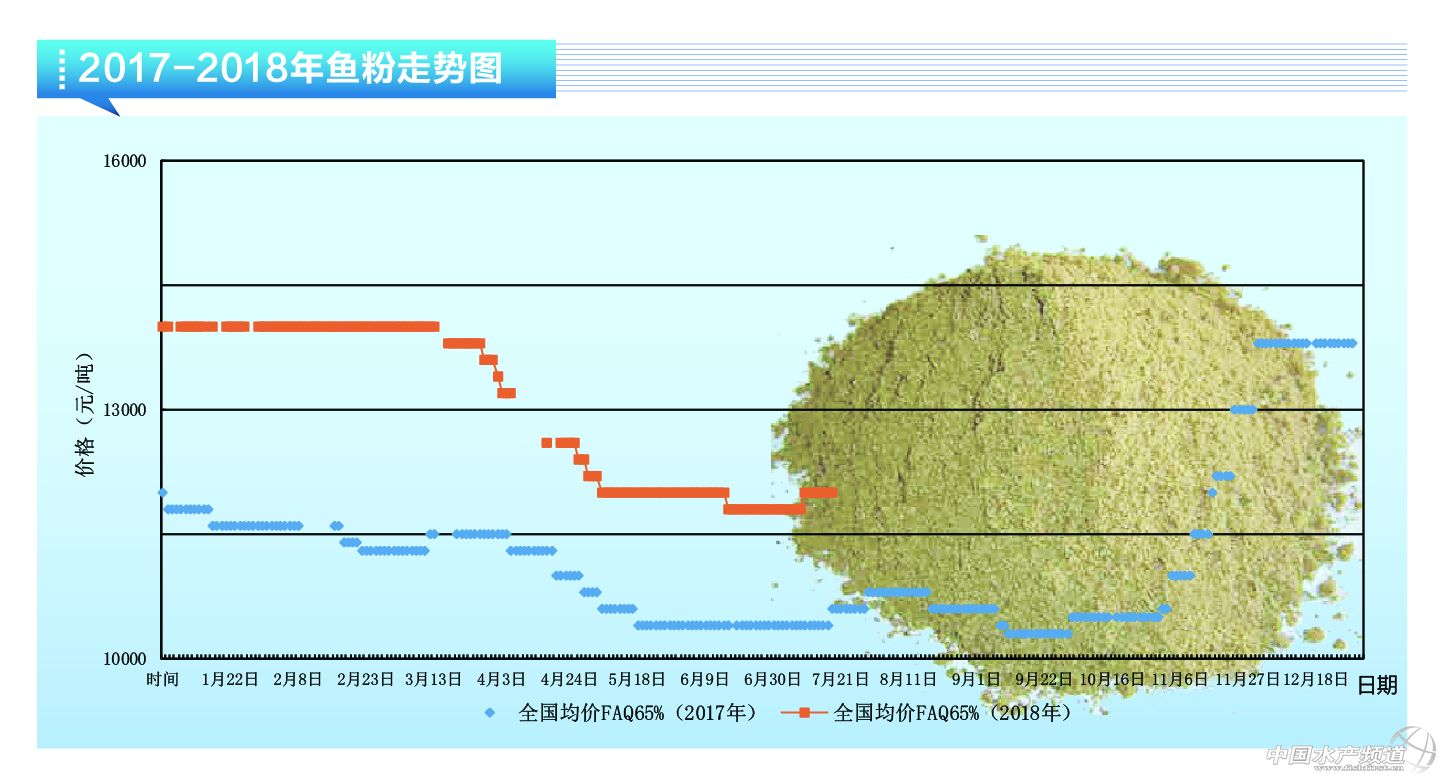 2017-2018年鱼粉走势图
16000
13000
10000
价格（元/吨）
时间 1月22日 2月8日 2月23日 3月13日 4月3日 4月24日 5月18日 6月9日 6月30日 7月21日 8月11日 9月1日 9月22日 10月16日 11月6日 11月27日 12月18日
日期
全国均价FAQ65%（2017年） 全国均价FAQ65%（2018年）
中国水产频道
www.fishfirst.cn